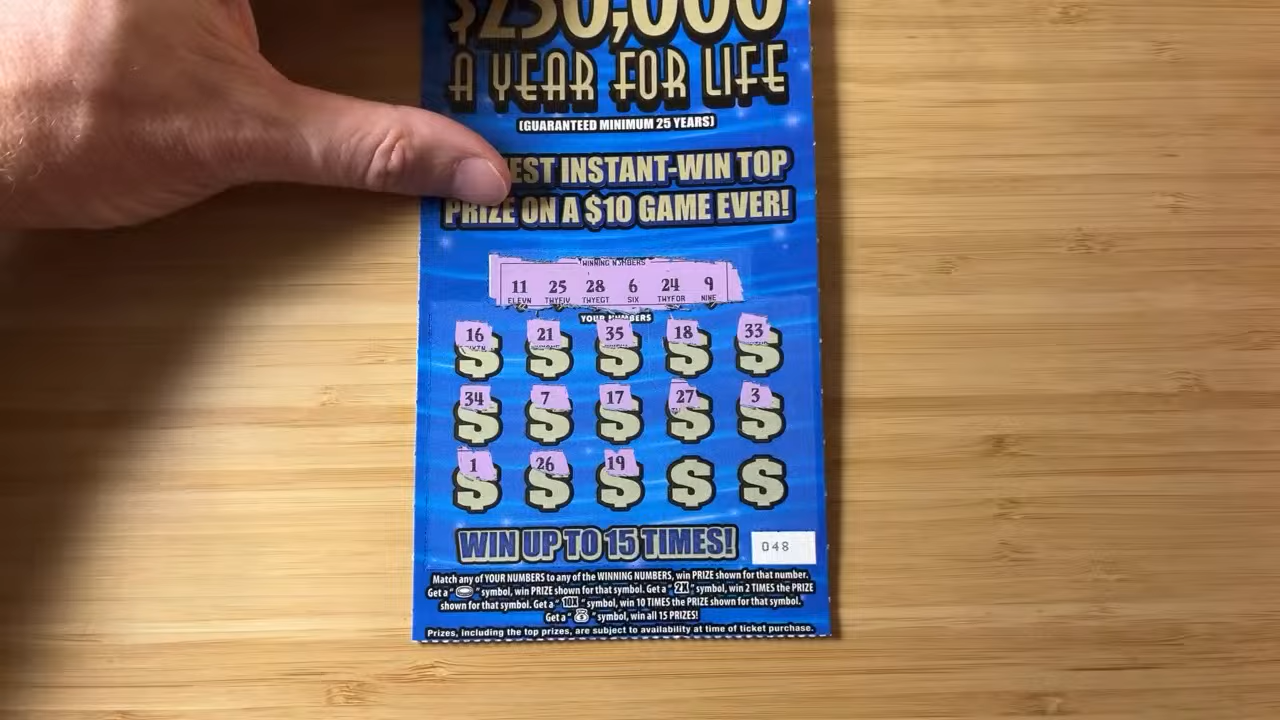 $250,000
A YEAR FOR LIFE
(GUARANTEED MINIMUM 25 YEARS)
INSTANT-WIN TOP
PRIZE ON A $10 GAME EVER!
WINNING NUMBERS
11 25 28 6 24 9
ELEVN TWYFIV TWYEGT SIX TWYFOR NINE
YOUR NUMBERS
16 21 35 18 33
$ $ $ $ $
34 7 17 27 3
$ $ $ $ $
1 26 19
$ $ $ $ $
WIN UP TO 15 TIMES!
048
Match any of YOUR NUMBERS to any of the WINNING NUMBERS, win PRIZE shown for that number.
Get a " " symbol, win PRIZE shown for that symbol. Get a " 2X " symbol, win 2 TIMES the PRIZE
shown for that symbol. Get a " 10X " symbol, win 10 TIMES the PRIZE shown for that symbol.
Get a " " symbol, win all 15 PRIZES!
Prizes, including the top prizes, are subject to availability at time of ticket purchase.